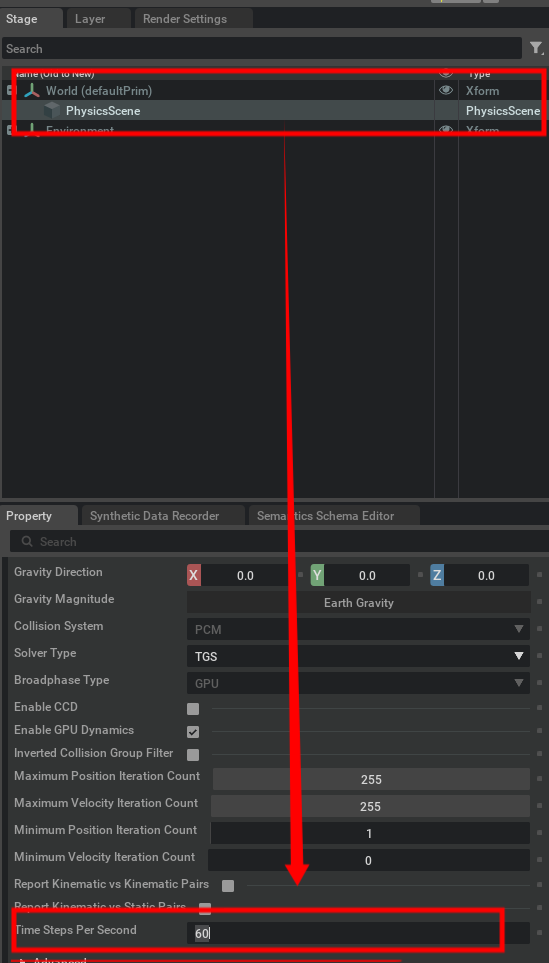 Stage Layer Render Settings
Search
Name (Old to New) Type
World (defaultPrim) Xform
PhysicsScene PhysicsScene
Environment Xform
Property Synthetic Data Recorder Semantics Schema Editor
Search
Gravity Direction X 0.0 Y 0.0 Z 0.0
Gravity Magnitude Earth Gravity
Collision System PCM
Solver Type TGS
Broadphase Type GPU
Enable CCD
Enable GPU Dynamics
Inverted Collision Group Filter
Maximum Position Iteration Count 255
Maximum Velocity Iteration Count 255
Minimum Position Iteration Count 1
Minimum Velocity Iteration Count 0
Report Kinematic vs Kinematic Pairs
Report Kinematic vs Static Pairs
Time Steps Per Second 60
Advanced